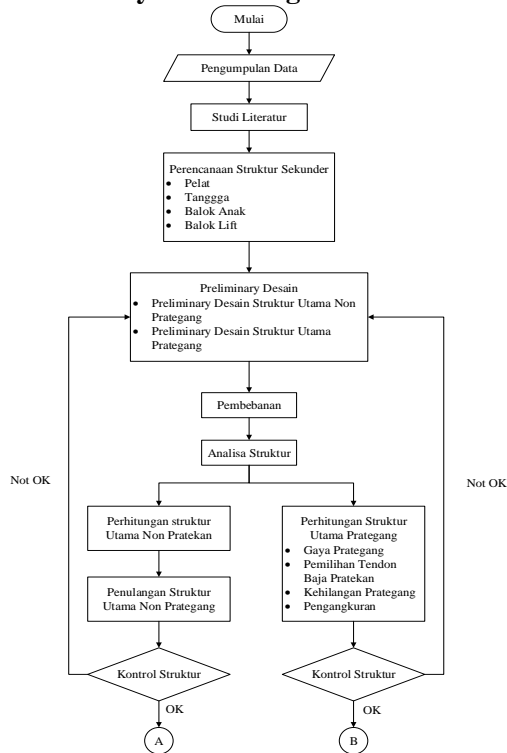 Mulai
Pengumpulan Data
Studi Literatur
Perencanaan Struktur Sekunder
• Pelat
• Tanggga
• Balok Anak
• Balok Lift
Preliminary Desain
• Preliminary Desain Struktur Utama Non
Prategang
• Preliminary Desain Struktur Utama
Prategang
Pembebanan
Analisa Struktur
Not OK
Not OK
Perhitungan struktur
Utama Non Pratekan
Penulangan Struktur
Utama Non Prategang
Kontrol Struktur
OK
A
Perhitungan Struktur
Utama Prategang
• Gaya Prategang
• Pemilihan Tendon
Baja Pratekan
• Kehilangan Prategang
• Pengangkuran
Kontrol Struktur
OK
B